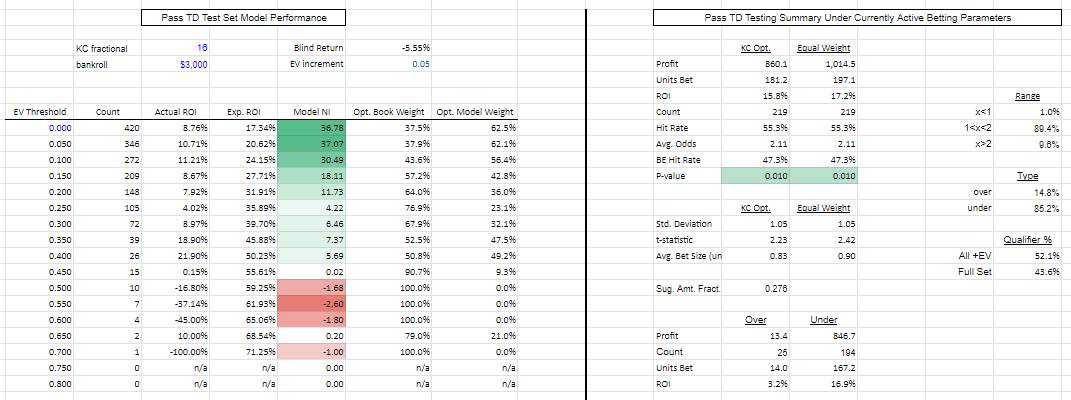 Pass TD Test Set Model Performance
KC fractional 16 Blind Return -5.55%
bankroll $3,000 EV increment 0.05
EV Threshold Count Actual ROI Exp. ROI Model NI Opt. Book Weight Opt. Model Weight
0.000 420 8.76% 17.34% 36.78 37.5% 62.5%
0.050 346 10.71% 20.62% 37.07 37.9% 62.1%
0.100 272 11.21% 24.15% 30.49 43.6% 56.4%
0.150 209 8.67% 27.71% 18.11 57.2% 42.8%
0.200 148 7.92% 31.91% 11.73 64.0% 36.0%
0.250 105 4.02% 35.89% 4.22 76.9% 23.1%
0.300 72 8.97% 39.70% 6.46 67.9% 32.1%
0.350 39 18.90% 45.88% 7.37 52.5% 47.5%
0.400 26 21.90% 50.23% 5.69 50.8% 49.2%
0.450 15 0.15% 55.61% 0.02 90.7% 9.3%
0.500 10 -16.80% 59.25% -1.68 100.0% 0.0%
0.550 7 -37.14% 61.93% -2.60 100.0% 0.0%
0.600 4 -45.00% 65.06% -1.80 100.0% 0.0%
0.650 2 10.00% 68.54% 0.20 79.0% 21.0%
0.700 1 -100.00% 71.25% -1.00 100.0% 0.0%
0.750 0 n/a n/a 0.00 n/a n/a
0.800 0 n/a n/a 0.00 n/a n/a
Pass TD Testing Summary Under Currently Active Betting Parameters
KC Opt. Equal Weight
Profit 860.1 1,014.5
Units Bet 181.2 197.1
ROI 15.8% 17.2%
Count 219 219
Hit Rate 55.3% 55.3%
Avg. Odds 2.11 2.11
BE Hit Rate 47.3% 47.3%
P-value 0.010 0.010
KC Opt. Equal Weight
Std. Deviation 1.05 1.05
t-statistic 2.23 2.42
Avg. Bet Size (un 0.83 0.90
Sug. Amt. Fract. 0.276
Over Under
Profit 13.4 846.7
Count 25 194
Units Bet 14.0 167.2
ROI 3.2% 16.9%
Range
x<1 1.0%
1<x<2 89.4%
x>2 9.6%
Type
over 14.8%
under 85.2%
Qualifier %
All +EV 52.1%
Full Set 43.6%